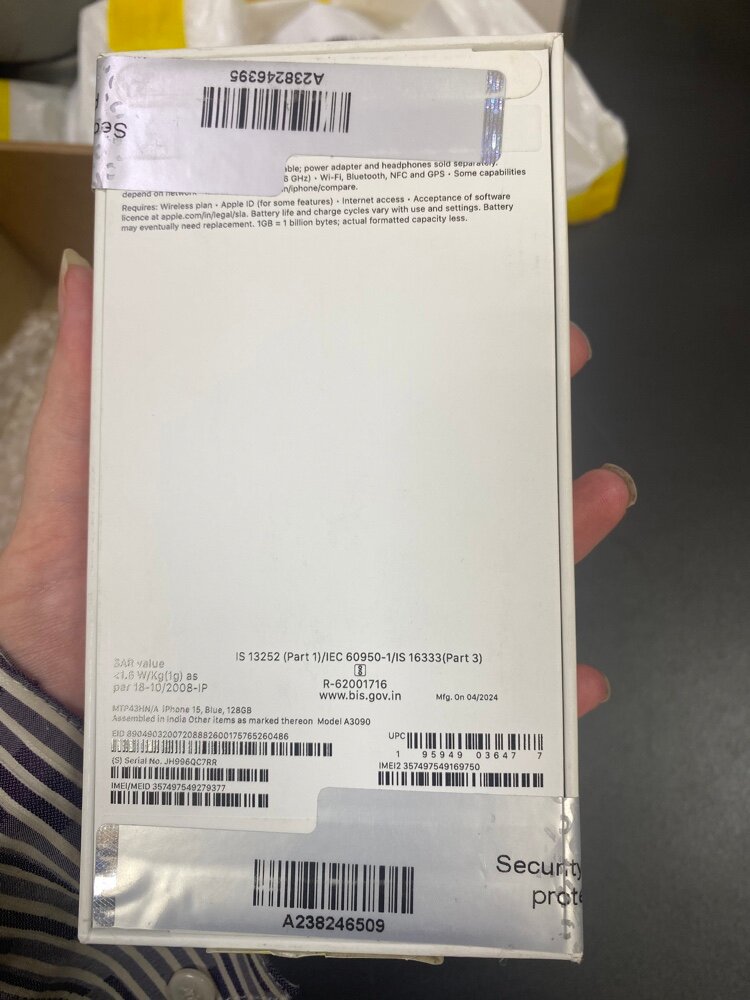 A238246395
able; power adapter and headphones sold separately.
6 GHz) • Wi-Fi, Bluetooth, NFC and GPS • Some capabilities
depend on network in/iphone/compare.
Requires: Wireless plan • Apple ID (for some features) • Internet access • Acceptance of software
licence at apple.com/in/legal/sla. Battery life and charge cycles vary with use and settings. Battery
may eventually need replacement. 1GB = 1 billion bytes; actual formatted capacity less.
IS 13252 (Part 1)/IEC 60950-1/IS 16333(Part 3)
SAR value
<1.6 W/Kg(1g) as
par 18-10/2008-IP
R-62001716
www.bis.gov.in
Mfg. On 04/2024
MTP43HN/A iPhone 15, Blue, 128GB
Assembled in India Other items as marked thereon Model A3090
EID 89049032007208882600175765260486
UPC
1 95949 03647 7
(S) Serial No. JH996QC7RR
IMEI2 357497549169750
IMEI/MEID 357497549279377
Security
prote
A238246509